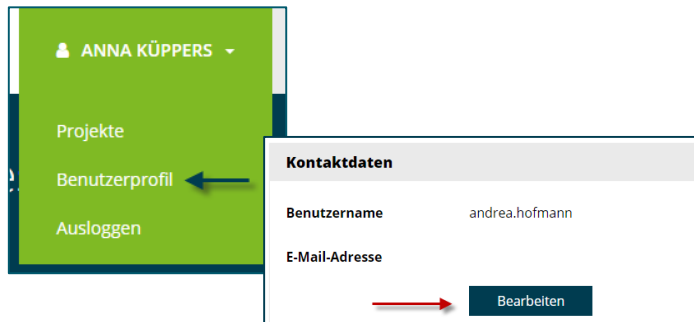 ANNA KÜPPERS
Projekte
Benutzerprofil
Ausloggen
Kontaktdaten
Benutzername andrea.hofmann
E-Mail-Adresse
Bearbeiten